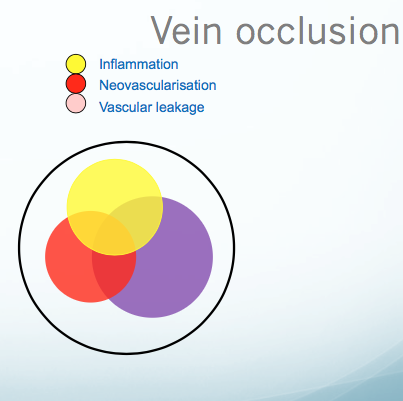 Vein occlusion
Inflammation
Neovascularisation
Vascular leakage